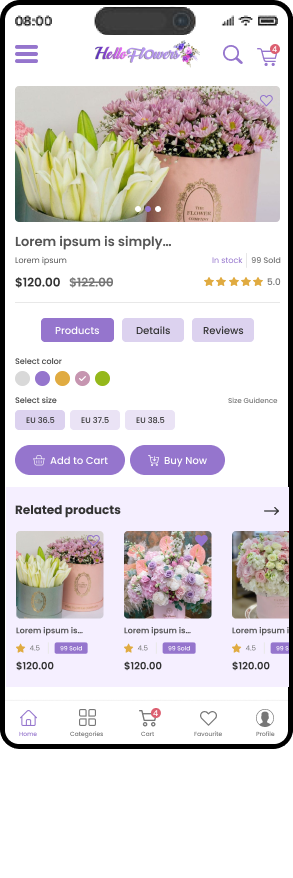 08:00
HelloFlowers
4
THE
FLOWER
COMPANY
Lorem ipsum is simply...
Lorem ipsum In stock 99 Sold
$120.00 $122.00 5.0
Products Details Reviews
Select color
Select size Size Guidence
EU 36.5 EU 37.5 EU 38.5
Add to Cart Buy Now
Related products
Lorem ipsum is... Lorem ipsum is... Lorem ipsum i
4.5 99 Sold 4.5 99 Sold 4.5 99 S
$120.00 $120.00 $120.00
4
Home Categories Cart Favourite Profile